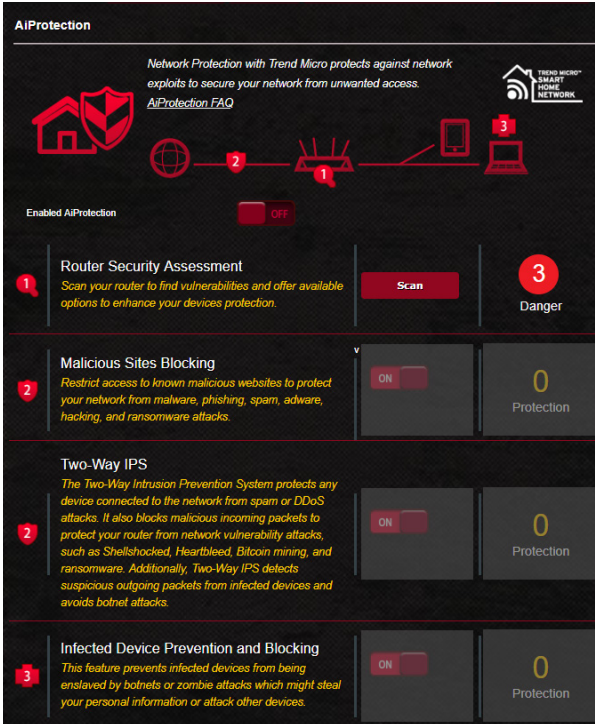 AiProtection
Network Protection with Trend Micro protects against network
exploits to secure your network from unwanted access.
AiProtection FAQ
TREND MICRO™
SMART
HOME
NETWORK
3
2
1
Enabled AiProtection
OFF
1
Router Security Assessment
Scan your router to find vulnerabilities and offer available
options to enhance your devices protection.
Scan
3
Danger
2
Malicious Sites Blocking
Restrict access to known malicious websites to protect
your network from malware, phishing, spam, adware,
hacking, and ransomware attacks.
v
ON
0
Protection
2
Two-Way IPS
The Two-Way Intrusion Prevention System protects any
device connected to the network from spam or DDoS
attacks. It also blocks malicious incoming packets to
protect your router from network vulnerability attacks,
such as Shellshocked, Heartbleed, Bitcoin mining, and
ransomware. Additionally, Two-Way IPS detects
suspicious outgoing packets from infected devices and
avoids botnet attacks.
ON
0
Protection
3
Infected Device Prevention and Blocking
This feature prevents infected devices from being
enslaved by botnets or zombie attacks which might steal
your personal information or attack other devices.
ON
0
Protection